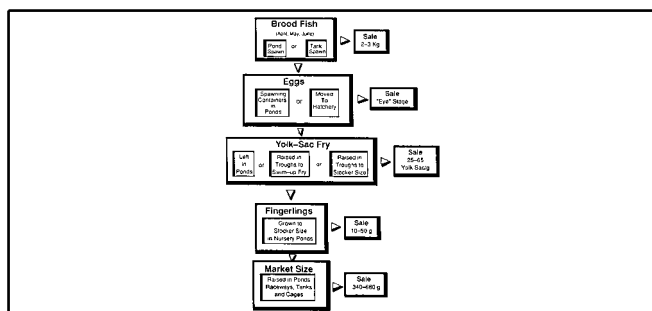 Brood Fish
(April, May, June)
Pond
Spawn
or
Tank
Spawn
Sale
2–3 Kg
Eggs
Spawning
Containers
in
Ponds
or
Moved
To
Hatchery
Sale
"Eye" Stage
Yolk–Sac Fry
Left
in
Ponds
or
Raised in
Troughs to
Swim-up Fry
or
Raised in
Troughs to
Stocker Size
Sale
25–65
Yolk Sac/g
Fingerlings
Grown to
Stocker Size
in Nursery Ponds
Sale
10–50 g
Market Size
Raised in Ponds
Raceways, Tanks
and Cages
Sale
340–660 g